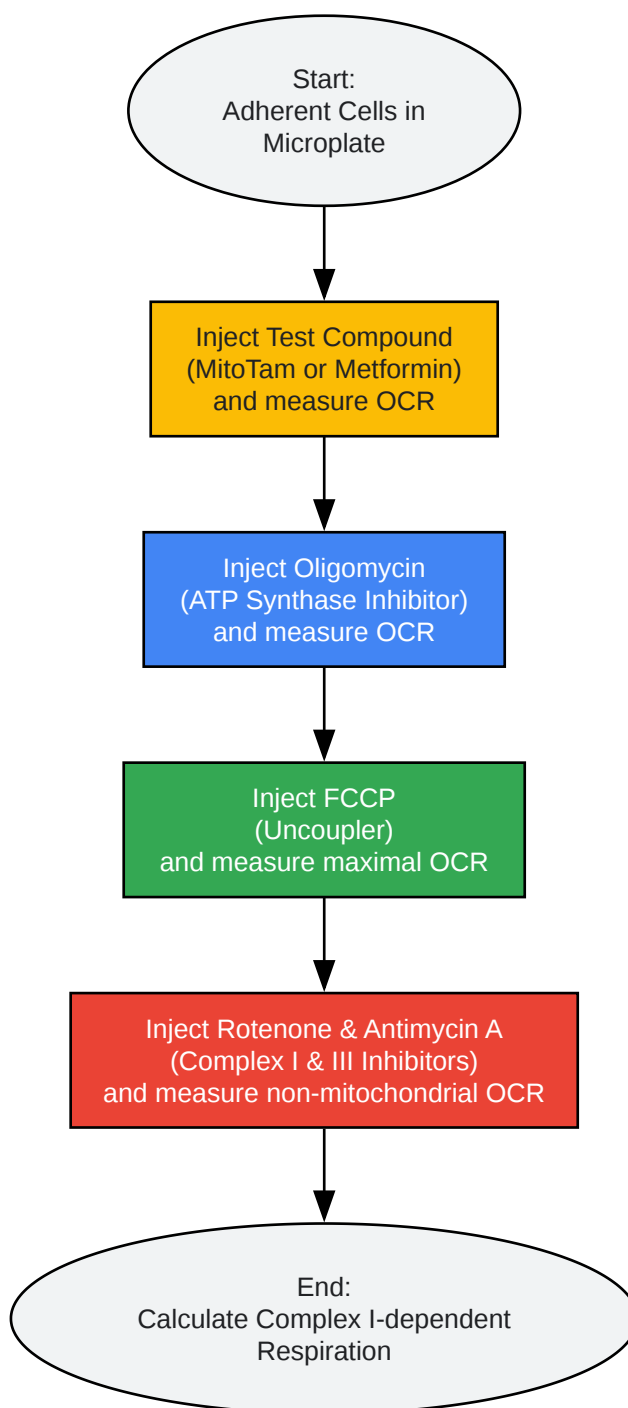 Start:
Adherent Cells in
Microplate
Inject Test Compound
(MitoTam or Metformin)
and measure OCR
Inject Oligomycin
(ATP Synthase Inhibitor)
and measure OCR
Inject FCCP
(Uncoupler)
and measure maximal OCR
Inject Rotenone & Antimycin A
(Complex I & III Inhibitors)
and measure non-mitochondrial OCR
End:
Calculate Complex I-dependent
Respiration